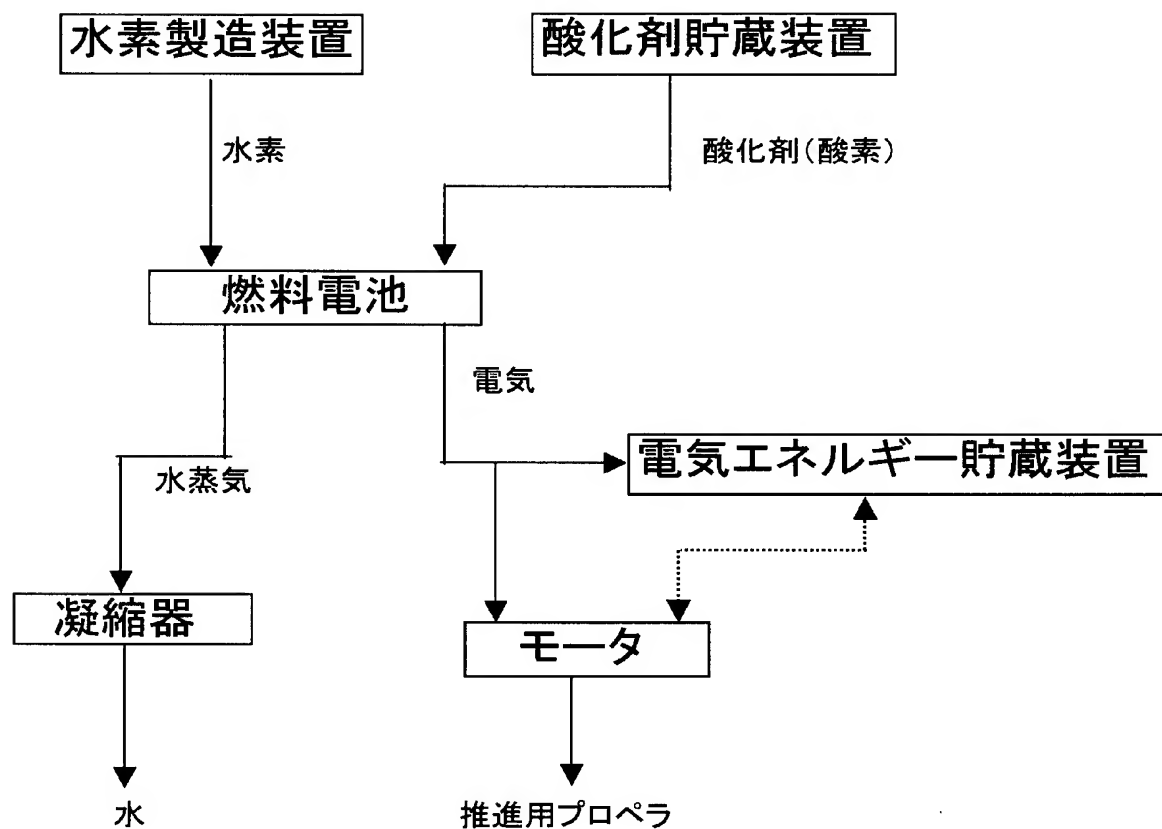 水素製造装置
酸化剤貯蔵装置
水素
酸化剤(酸素)
燃料電池
電気
電気エネルギー貯蔵装置
水蒸気
凝縮器
モータ
水
推進用プロペラ